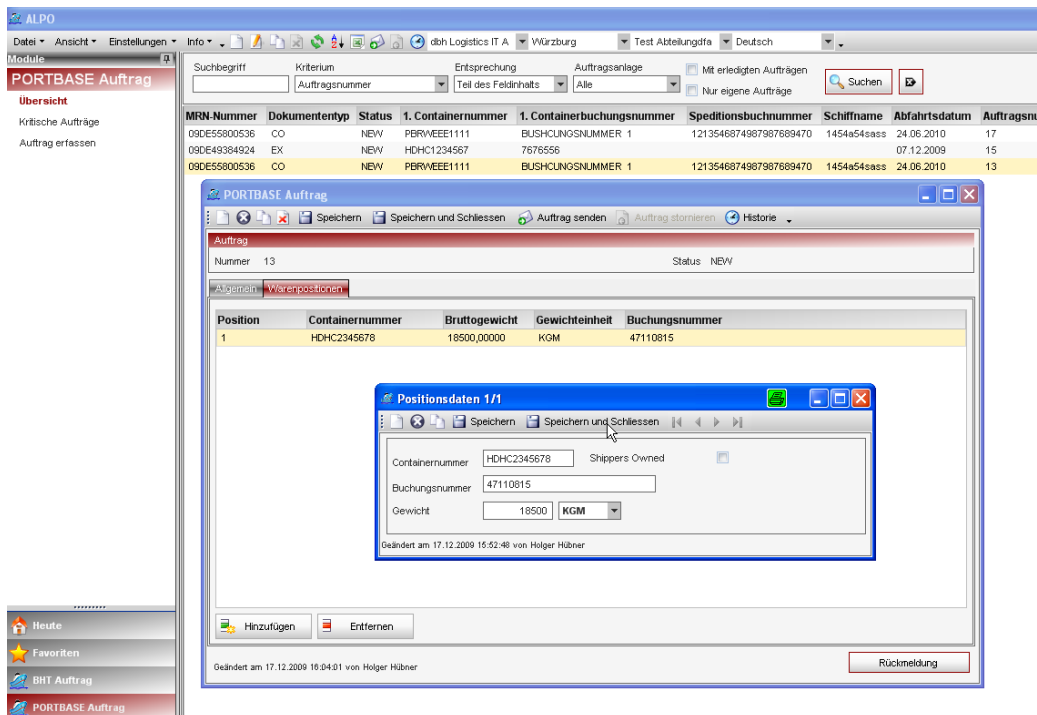 ALPO
Datei Ansicht Einstellungen Info dbh Logistics IT A Würzburg Test Abteilungdfa Deutsch
Module
PORTBASE Auftrag
Übersicht
Kritische Aufträge
Auftrag erfassen
Suchbegriff Kriterium Entsprechung Auftragsanlage
Auftragsnummer Teil des Feldinhalts Alle
Mit erledigten Aufträgen
Nur eigene Aufträge
Suchen
MRN-Nummer Dokumententyp Status 1. Containernummer 1. Containerbuchungsnummer Speditionsbuchnummer Schiffname Abfahrtsdatum Auftragsnu
09DE55800536 CO NEW PBRWEEE1111 BUSHCUNGSNUMMER 1 1213546874987987689470 1454a54sass 24.06.2010 17
09DE49384924 EX NEW HDHC1234567 7676556 07.12.2009 15
09DE55800536 CO NEW PBRWEEE1111 BUSHCUNGSNUMMER 1 1213546874987987689470 1454a54sass 24.06.2010 13
PORTBASE Auftrag
Speichern Speichern und Schliessen Auftrag senden Auftrag stornieren Historie
Auftrag
Nummer 13 Status NEW
Allgemein Warenpositionen
Position Containernummer Bruttogewicht Gewichteinheit Buchungsnummer
1 HDHC2345678 18500,00000 KGM 47110815
Positionsdaten 1/1
Speichern Speichern und Schliessen
Containernummer HDHC2345678 Shippers Owned
Buchungsnummer 47110815
Gewicht 18500 KGM
Geändert am 17.12.2009 15:52:48 von Holger Hübner
Hinzufügen Entfernen
Geändert am 17.12.2009 16:04:01 von Holger Hübner
Rückmeldung
Heute
Favoriten
BHT Auftrag
PORTBASE Auftrag